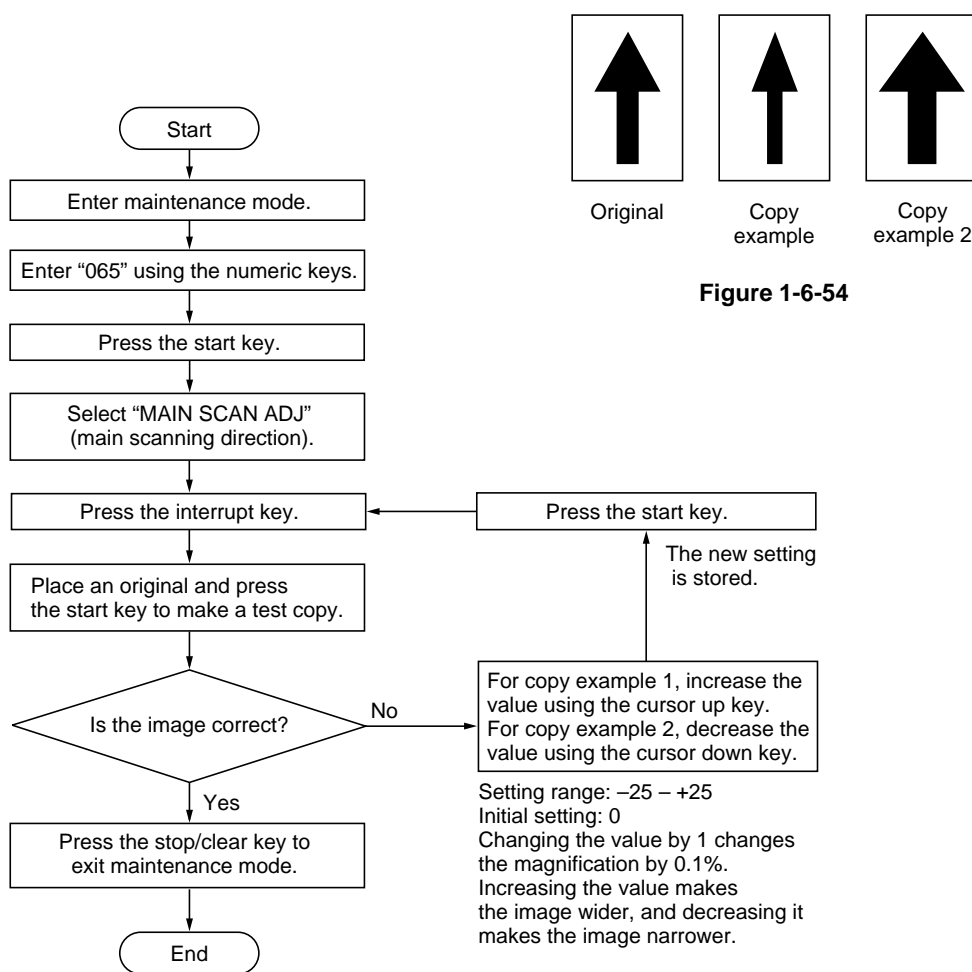 Original
Copy
example
Copy
example 2
Figure 1-6-54
Start
Enter maintenance mode.
Enter “065” using the numeric keys.
Press the start key.
Select “MAIN SCAN ADJ”
(main scanning direction).
Press the interrupt key.
Press the start key.
The new setting
is stored.
Place an original and press
the start key to make a test copy.
Is the image correct?
No
For copy example 1, increase the
value using the cursor up key.
For copy example 2, decrease the
value using the cursor down key.
Setting range: –25 – +25
Initial setting: 0
Changing the value by 1 changes
the magnification by 0.1%.
Increasing the value makes
the image wider, and decreasing it
makes the image narrower.
Yes
Press the stop/clear key to
exit maintenance mode.
End